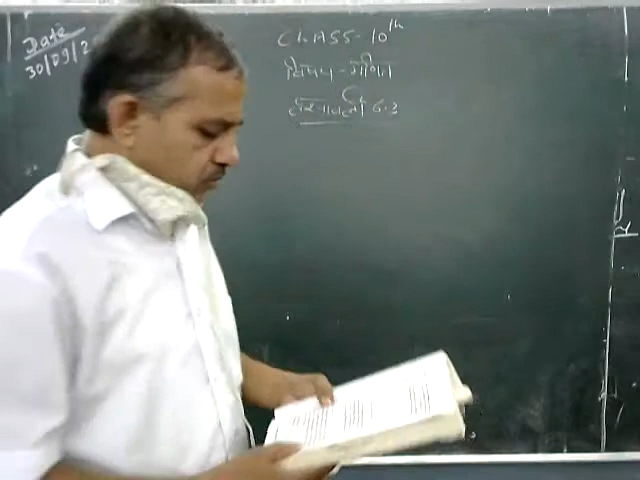 Date
30/09/2
CLASS-10th
विषय-गणित
प्रश्नावली 6.3
R=